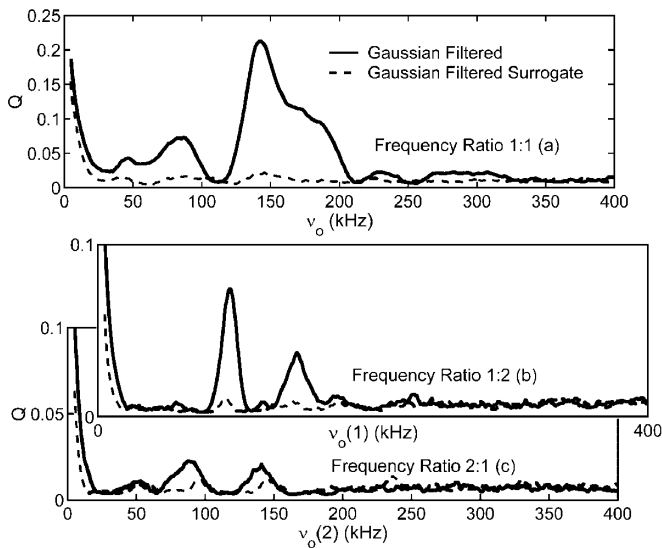 0.25
0.2
0.15
0.1
0.05
0
Q
Gaussian Filtered
Gaussian Filtered Surrogate
Frequency Ratio 1:1 (a)
0 50 100 150 200 250 300 350 400
νo (kHz)
0.1
0
Frequency Ratio 1:2 (b)
0 400
νo(1) (kHz)
0.1
Q 0.05
0
Frequency Ratio 2:1 (c)
0 50 100 150 200 250 300 350 400
νo(2) (kHz)